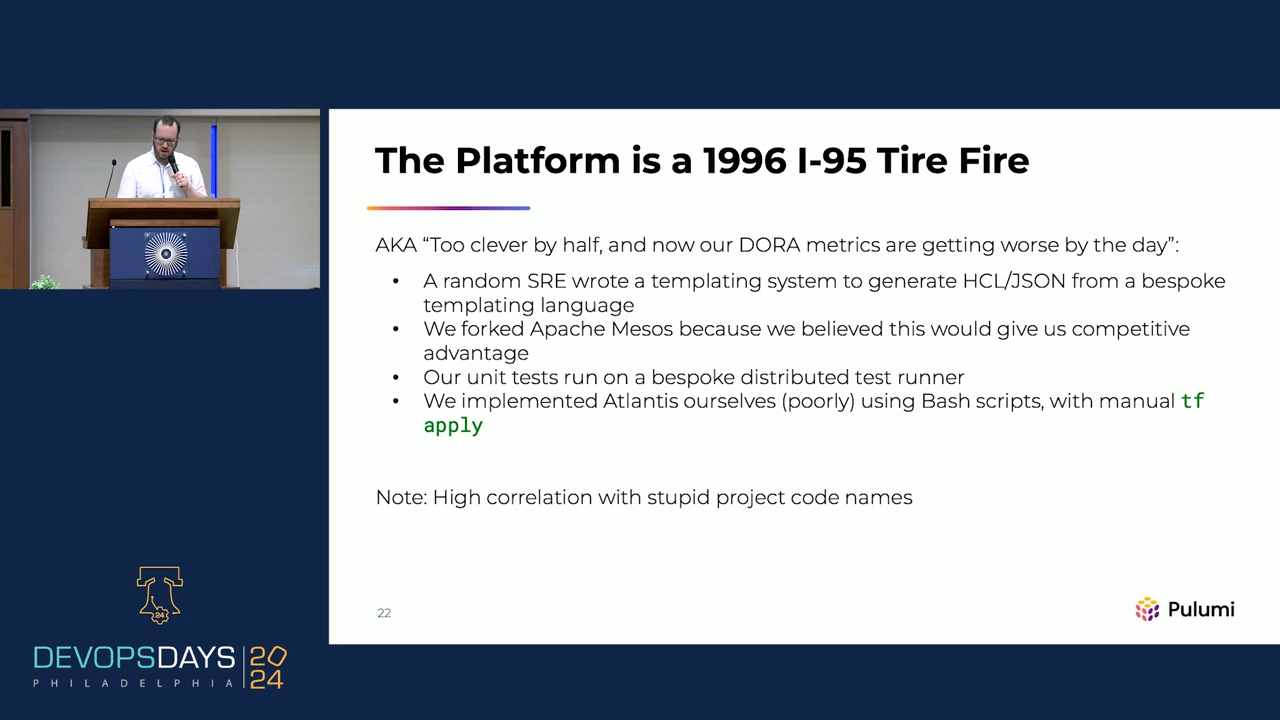 The Platform is a 1996 I-95 Tire Fire
AKA “Too clever by half, and now our DORA metrics are getting worse by the day”:
• A random SRE wrote a templating system to generate HCL/JSON from a bespoke
templating language
• We forked Apache Mesos because we believed this would give us competitive
advantage
• Our unit tests run on a bespoke distributed test runner
• We implemented Atlantis ourselves (poorly) using Bash scripts, with manual tf
apply
Note: High correlation with stupid project code names
22
Pulumi
24
DEVOPSDAYS
PHILADELPHIA
20
24